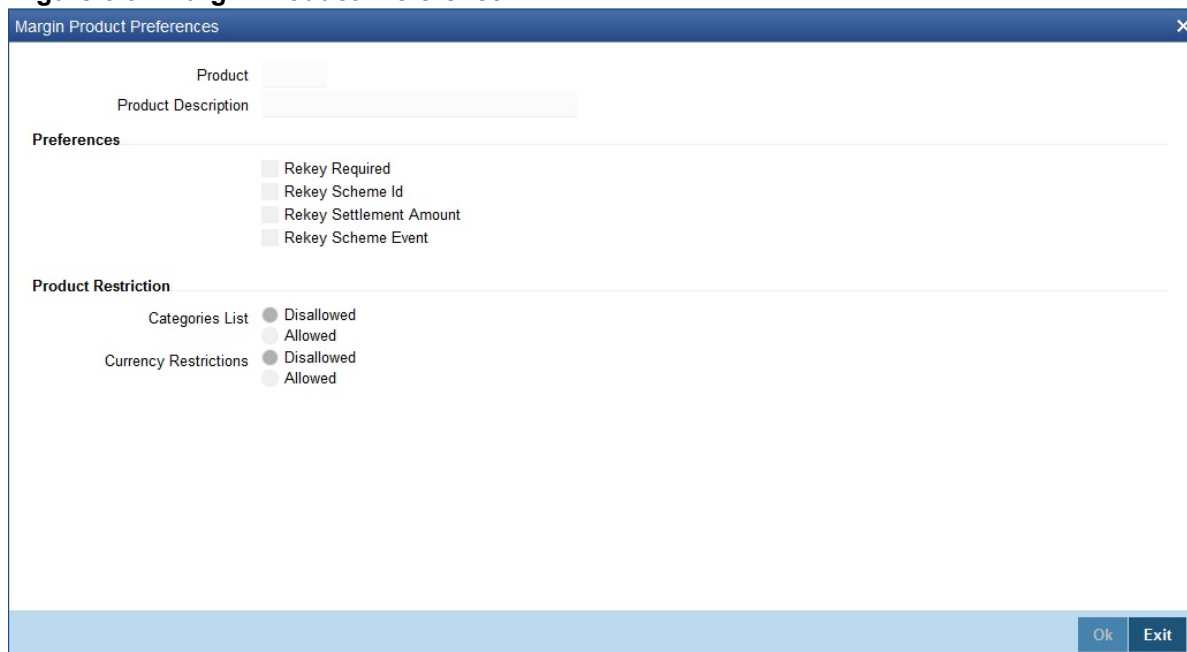 Margin Product Preferences
Product
Product Description
Preferences
Rekey Required
Rekey Scheme Id
Rekey Settlement Amount
Rekey Scheme Event
Product Restriction
Categories List Disallowed
Allowed
Currency Restrictions Disallowed
Allowed
Ok Exit